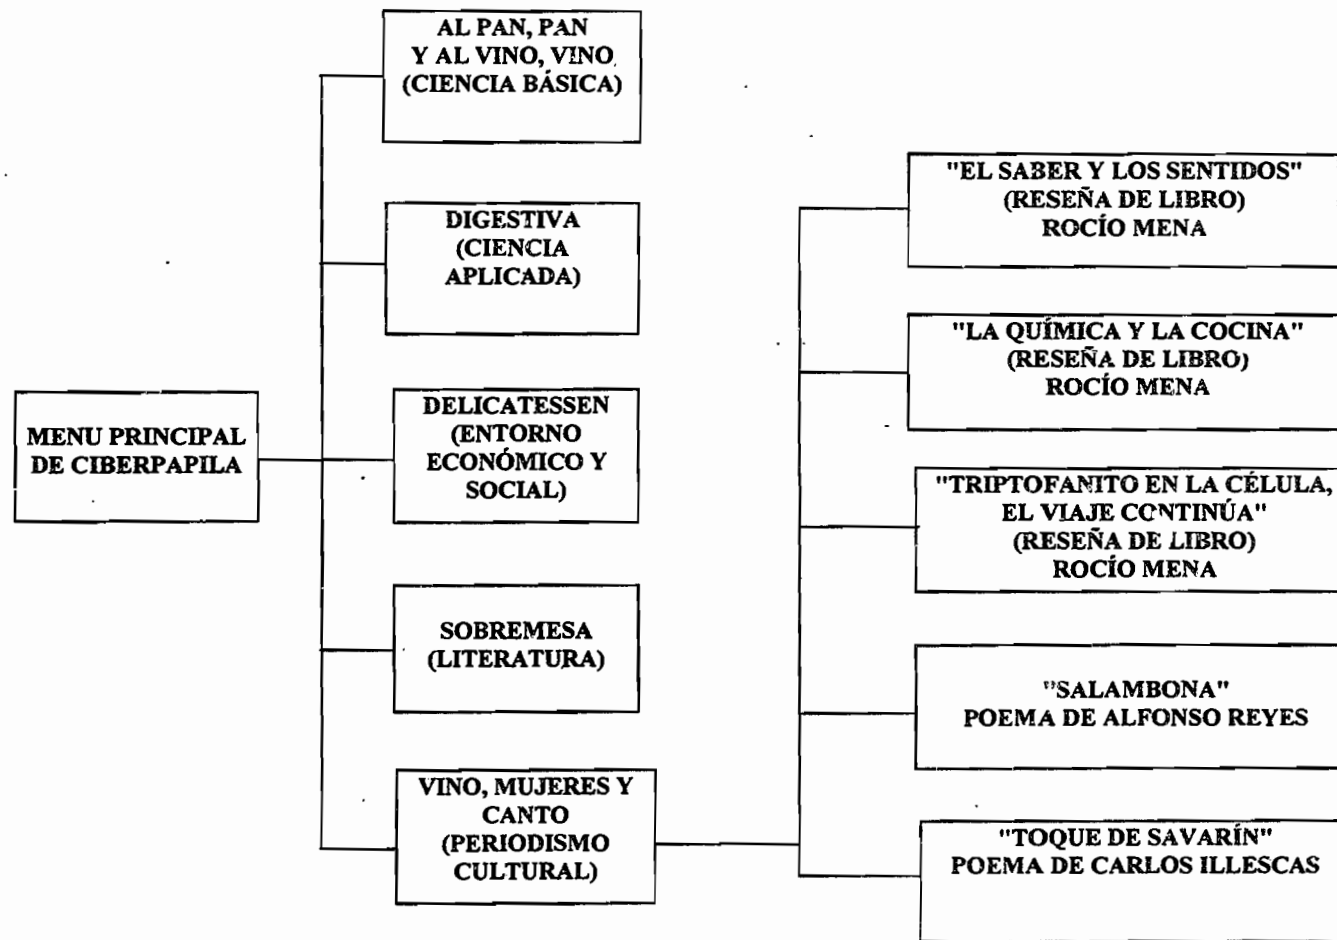 MENU PRINCIPAL
DE CIBERPAPILA
AL PAN, PAN
Y AL VINO, VINO
(CIENCIA BÁSICA)
DIGESTIVA
(CIENCIA
APLICADA)
DELICATESSEN
(ENTORNO
ECONÓMICO Y
SOCIAL)
SOBREMESA
(LITERATURA)
VINO, MUJERES Y
CANTO
(PERIODISMO
CULTURAL)
"EL SABER Y LOS SENTIDOS"
(RESEÑA DE LIBRO)
ROCÍO MENA
"LA QUÍMICA Y LA COCINA"
(RESEÑA DE LIBRO)
ROCÍO MENA
"TRIPTOFANITO EN LA CÉLULA,
EL VIAJE CONTINÚA"
(RESEÑA DE LIBRO)
ROCÍO MENA
"SALAMBONA"
POEMA DE ALFONSO REYES
"TOQUE DE SAVARÍN"
POEMA DE CARLOS ILLESCAS